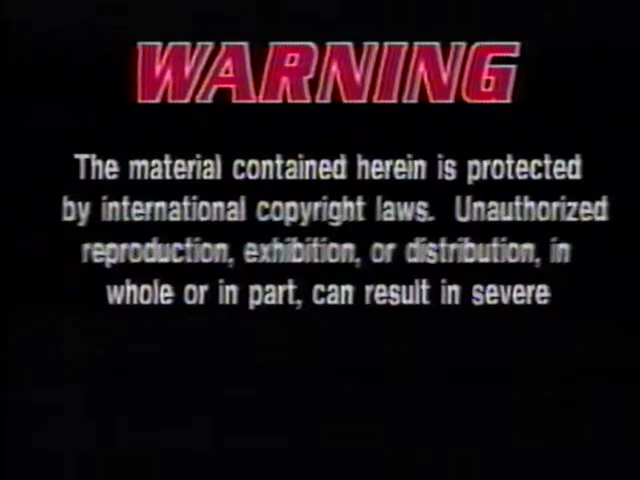 WARNING
The material contained herein is protected
by international copyright laws. Unauthorized
reproduction, exhibition, or distribution, in
whole or in part, can result in severe